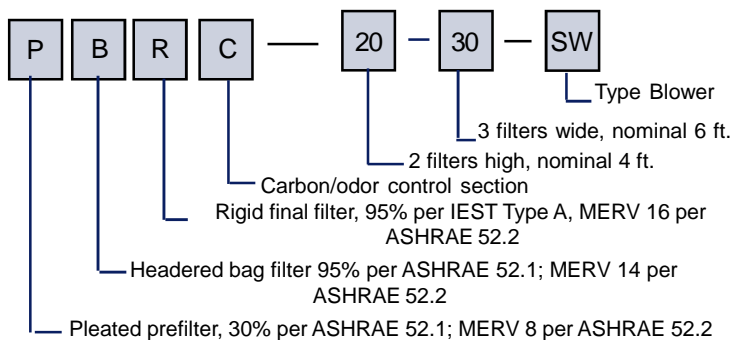 P B R C — 20 – 30 — SW
Type Blower
3 filters wide, nominal 6 ft.
2 filters high, nominal 4 ft.
Carbon/odor control section
Rigid final filter, 95% per IEST Type A, MERV 16 per
ASHRAE 52.2
Headered bag filter 95% per ASHRAE 52.1; MERV 14 per
ASHRAE 52.2
Pleated prefilter, 30% per ASHRAE 52.1; MERV 8 per ASHRAE 52.2